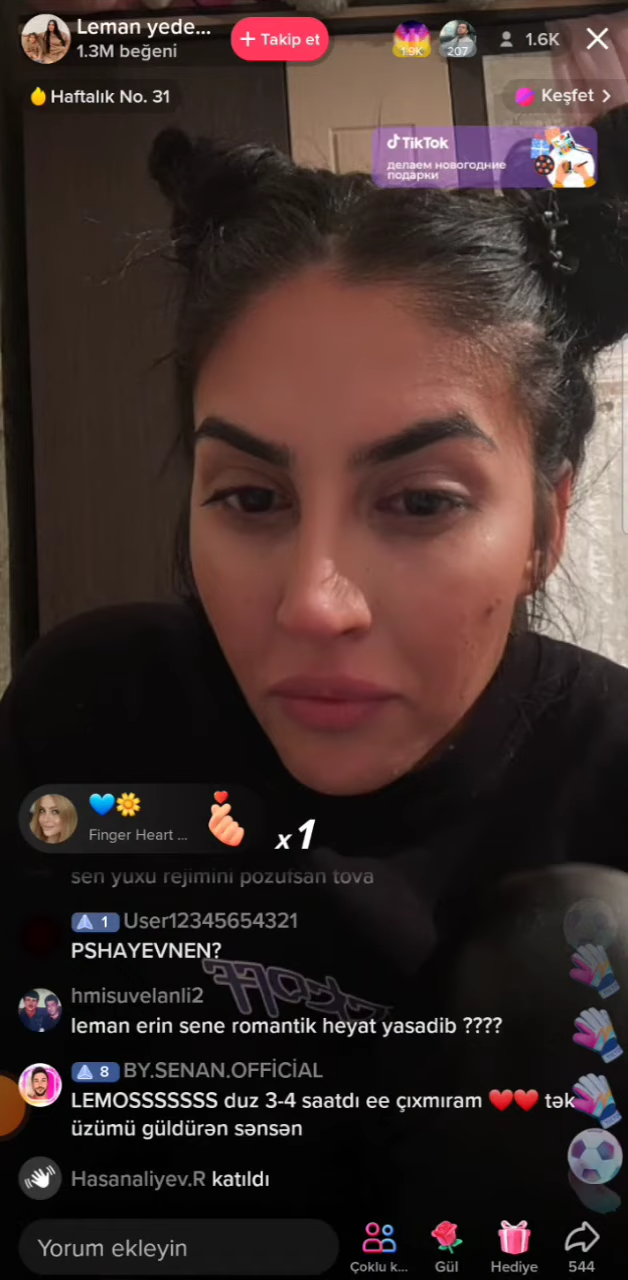 Leman yede...
1.3M beğeni
+ Takip et
1.9K
207
1.6K
Haftalık No. 31
Keşfet >
TikTok
делаем новогодние
подарки
Finger Heart ...
x1
sen yuxu rejimini pozufsan tova
1 User12345654321
PSHAYEVNEN?
hmisuvelanli2
leman erin sene romantik heyat yasadib ????
8 BY.SENAN.OFFİCİAL
LEMOSSSSSSS duz 3-4 saatdı ee çıxmıram ❤️❤️ tək
üzümü güldürən sənsən
Hasanaliyev.R katıldı
Yorum ekleyin
Çoklu k...
Gül
Hediye
544